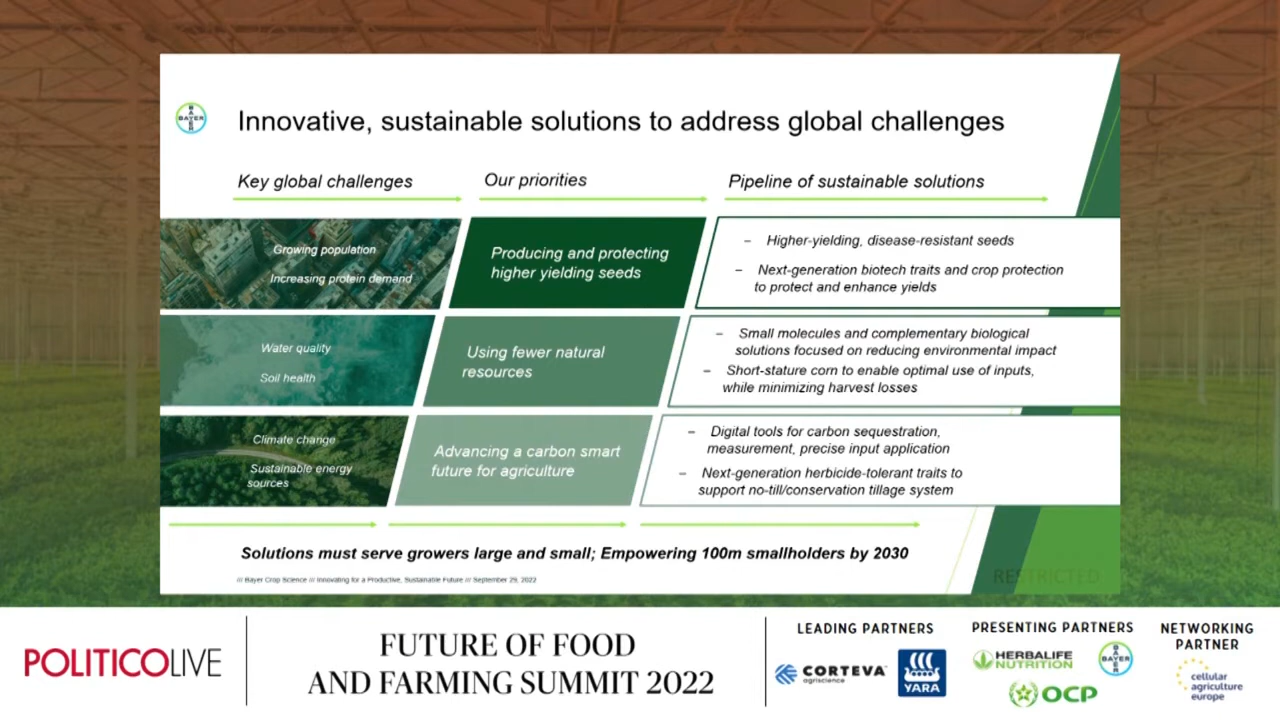 BAYER
BAYER
Innovative, sustainable solutions to address global challenges
Key global challenges
Our priorities
Pipeline of sustainable solutions
Growing population
Increasing protein demand
Producing and protecting
higher yielding seeds
– Higher-yielding, disease-resistant seeds
– Next-generation biotech traits and crop protection
to protect and enhance yields
Water quality
Soil health
Using fewer natural
resources
– Small molecules and complementary biological
solutions focused on reducing environmental impact
– Short-stature corn to enable optimal use of inputs,
while minimizing harvest losses
Climate change
Sustainable energy
sources
Advancing a carbon smart
future for agriculture
– Digital tools for carbon sequestration,
measurement, precise input application
– Next-generation herbicide-tolerant traits to
support no-till/conservation tillage system
Solutions must serve growers large and small; Empowering 100m smallholders by 2030
/// Bayer Crop Science /// Innovating for a Productive, Sustainable Future /// September 29, 2022
RESTRICTED
POLITICOLIVE
FUTURE OF FOOD
AND FARMING SUMMIT 2022
LEADING PARTNERS
CORTEVA
agriscience
YARA
PRESENTING PARTNERS
HERBALIFE
NUTRITION
BAYER
BAYER
OCP
NETWORKING
PARTNER
cellular
agriculture
europe